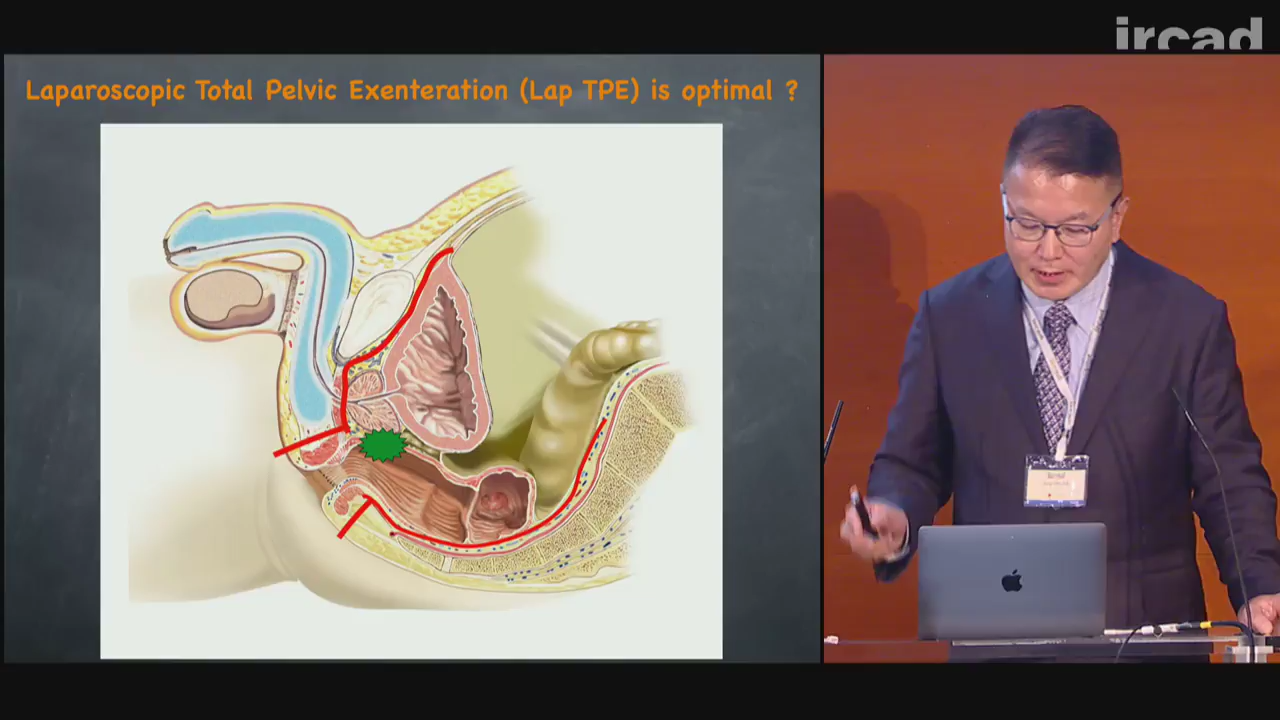 ircad
Laparoscopic Total Pelvic Exenteration (Lap TPE) is optimal ?